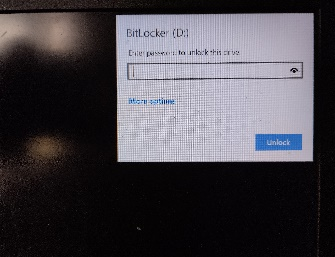 BitLocker (D:)
Enter password to unlock this drive.
More options
Unlock